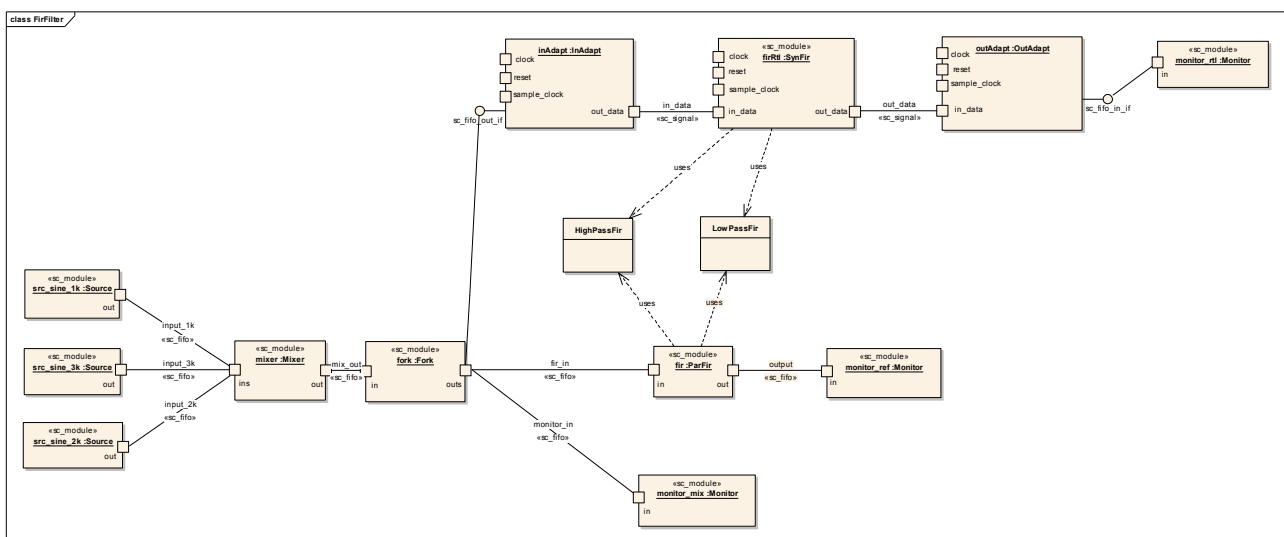 class FirFilter
inAdapt :InAdapt
clock
reset
sample_clock
out_data
sc_fifo_out_if
in_data
«sc_signal»
«sc_module»
firRtl :SynFir
clock
reset
sample_clock
in_data
out_data
out_data
«sc_signal»
outAdapt :OutAdapt
clock
reset
sample_clock
in_data
sc_fifo_in_if
«sc_module»
monitor_rtl :Monitor
in
uses
uses
HighPassFir
LowPassFir
uses
uses
«sc_module»
src_sine_1k :Source
out
input_1k
«sc_fifo»
«sc_module»
src_sine_3k :Source
out
input_3k
«sc_fifo»
«sc_module»
src_sine_2k :Source
out
input_2k
«sc_fifo»
«sc_module»
mixer :Mixer
ins
out
mix_out
«sc_fifo»
«sc_module»
fork :Fork
in
outs
fir_in
«sc_fifo»
«sc_module»
fir :ParFir
in
out
output
«sc_fifo»
«sc_module»
monitor_ref :Monitor
in
monitor_in
«sc_fifo»
«sc_module»
monitor_mix :Monitor
in